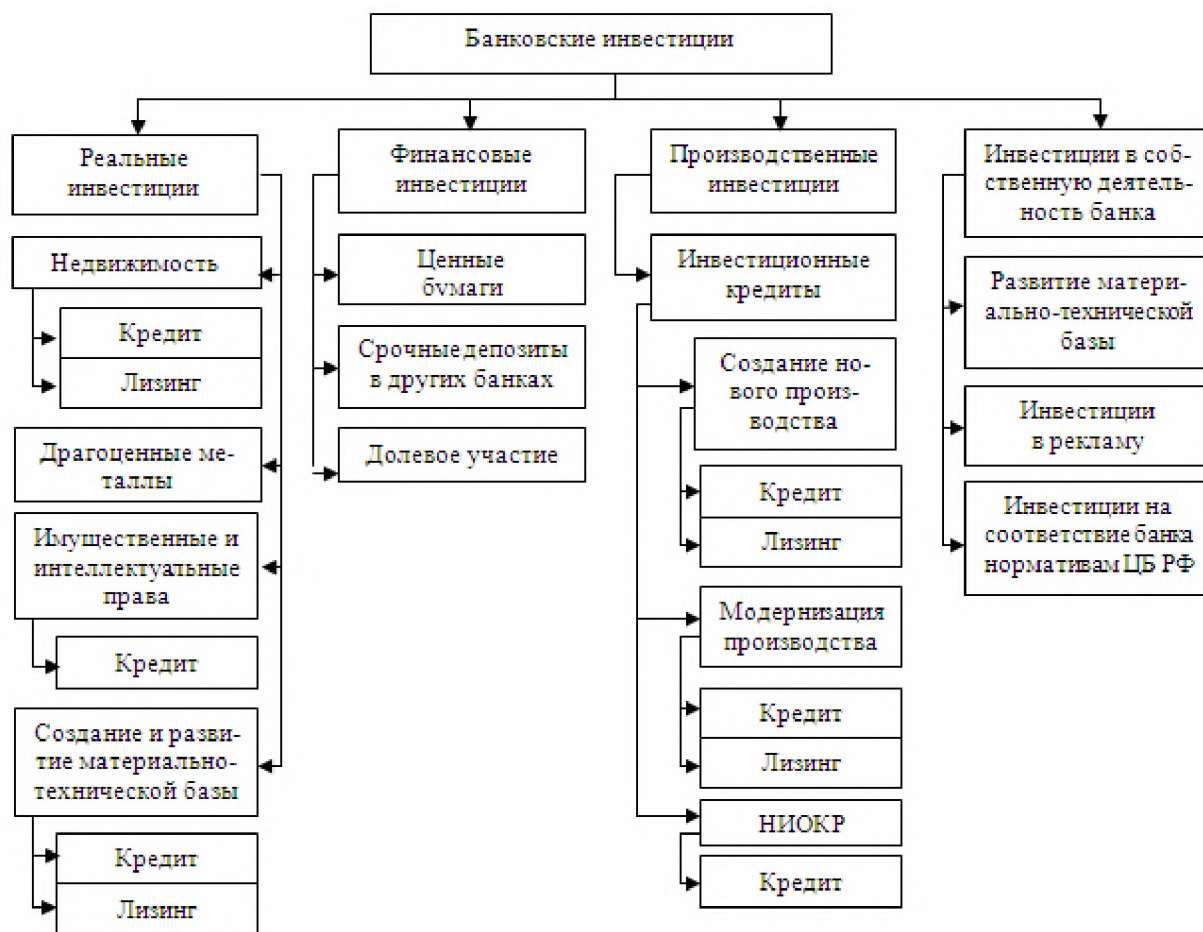 Банковские инвестиции
Реальные
инвестиции
Недвижимость
Кредит
Лизинг
Драгоценные ме-
таллы
Имущественные и
интеллектуальные
права
Кредит
Создание и разви-
тие материально-
технической базы
Кредит
Лизинг
Финансовые
инвестиции
Ценные
бумаги
Срочные депозиты
в других банках
Долевое участие
Производственные
инвестиции
Инвестиционные
кредиты
Создание но-
вого произ-
водства
Кредит
Лизинг
Модернизация
производства
Кредит
Лизинг
НИОКР
Кредит
Инвестиции в соб-
ственную деятель-
ность банка
Развитие матери-
ально-технической
базы
Инвестиции
в рекламу
Инвестиции на
соответствие банка
нормативам ЦБ РФ